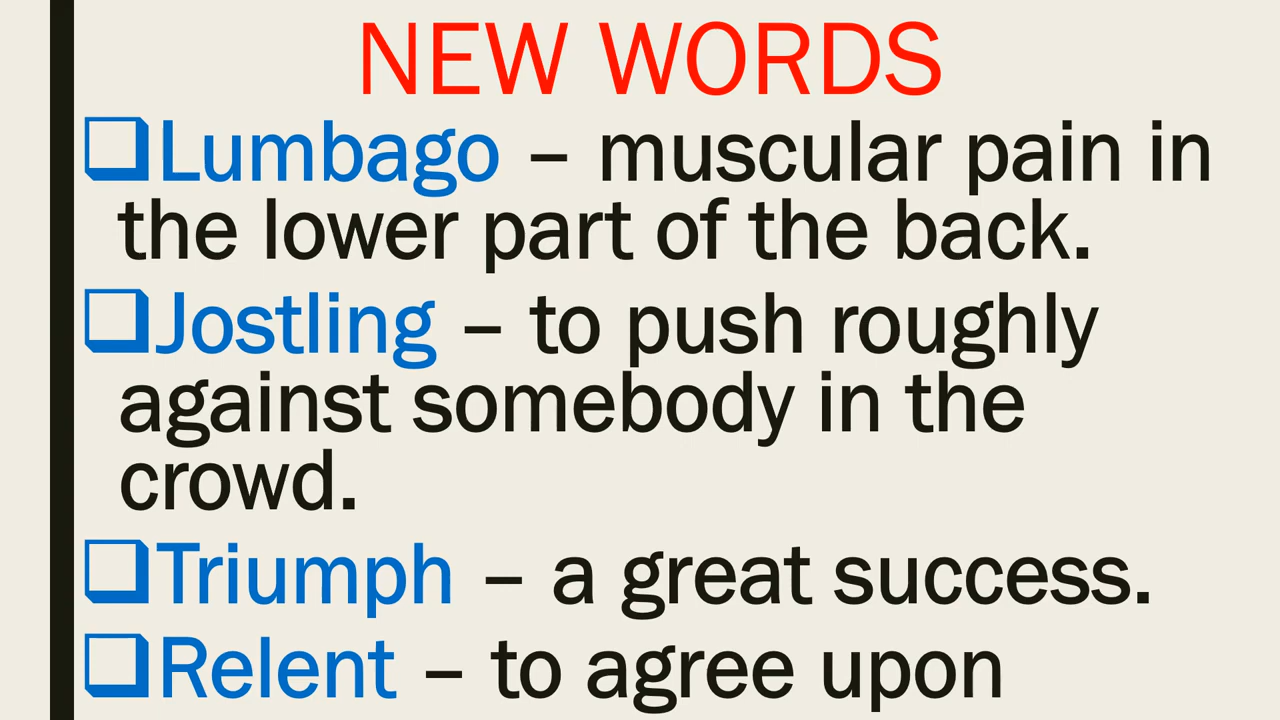 NEW WORDS
❑Lumbago – muscular pain in
the lower part of the back.
❑Jostling – to push roughly
against somebody in the
crowd.
❑Triumph – a great success.
❑Relent – to agree upon